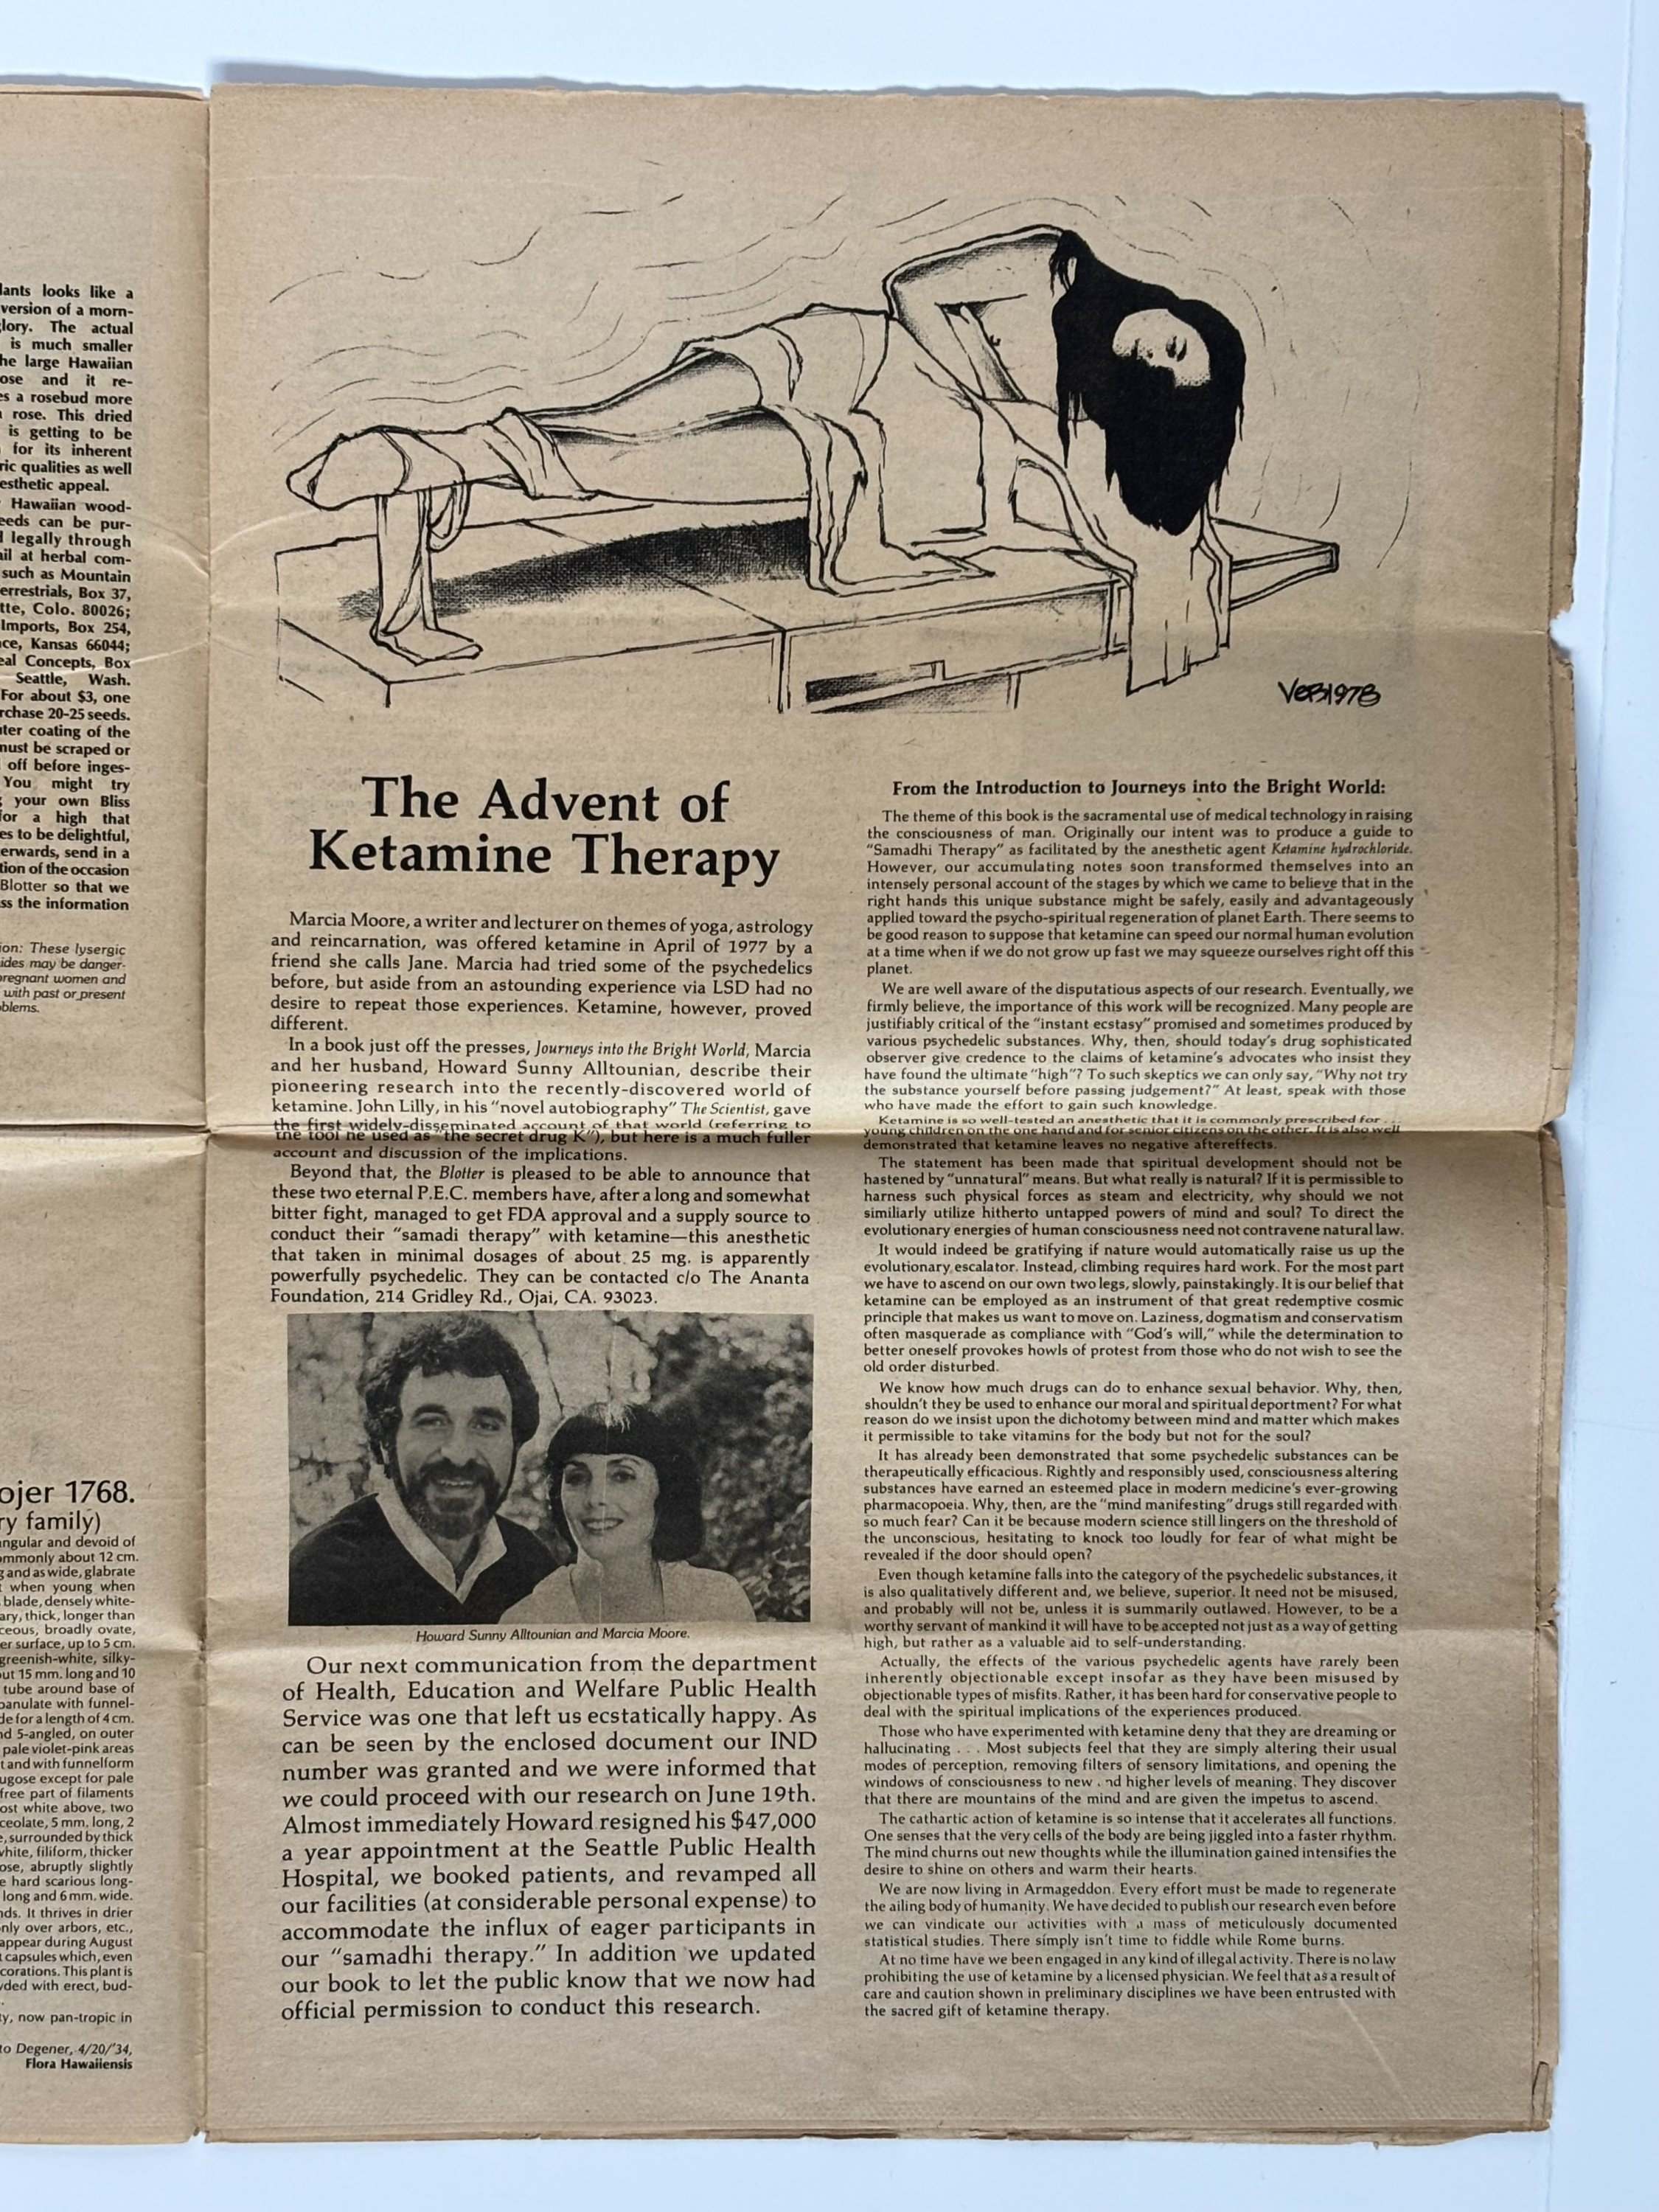 lants looks like a
version of a morn-
lory. The actual
is much smaller
he large Hawaiian
ose and it re-
es a rosebud more
rose. This dried
is getting to be
for its inherent
ric qualities as well
esthetic appeal.
Hawaiian wood-
eeds can be pur-
legally through
ail at herbal com-
such as Mountain
errestrials, Box 37,
tte, Colo. 80026;
Imports, Box 254,
ce, Kansas 66044;
eal Concepts, Box
Seattle, Wash.
For about $3, one
rchase 20-25 seeds.
ter coating of the
must be scraped or
off before inges-
You might try
your own Bliss
for a high that
es to be delightful,
erwards, send in a
tion of the occasion
Blotter so that we
ss the information
ion: These lysergic
ides may be danger-
regnant women and
with past or present
blems.
ojer 1768.
ry family)
ngular and devoid of
ommonly about 12 cm.
g and as wide, glabrate
t when young when
blade, densely white-
ary, thick, longer than
ceous, broadly ovate,
er surface, up to 5 cm.
greenish-white, silky-
out 15 mm. long and 10
tube around base of
panulate with funnel-
de for a length of 4 cm.
nd 5-angled, on outer
pale violet-pink areas
t and with funnelform
ugose except for pale
free part of filaments
ost white above, two
ceolate, 5 mm. long, 2
e, surrounded by thick
white, filiform, thicker
ose, abruptly slightly
e hard scarious long-
long and 6 mm. wide.
nds. It thrives in drier
nly over arbors, etc.,
appear during August
t capsules which, even
corations. This plant is
ded with erect, bud-
ty, now pan-tropic in
to Degener, 4/20/'34,
Flora Hawaiiensis
VEB1978
The Advent of
Ketamine Therapy
Marcia Moore, a writer and lecturer on themes of yoga, astrology
and reincarnation, was offered ketamine in April of 1977 by a
friend she calls Jane. Marcia had tried some of the psychedelics
before, but aside from an astounding experience via LSD had no
desire to repeat those experiences. Ketamine, however, proved
different.
In a book just off the presses, Journeys into the Bright World, Marcia
and her husband, Howard Sunny Alltounian, describe their
pioneering research into the recently-discovered world of
ketamine. John Lilly, in his "novel autobiography" The Scientist, gave
the first widely-disseminated account of that world (referring to
the tool he used as "the secret drug K"), but here is a much fuller
account and discussion of the implications.
Beyond that, the Blotter is pleased to be able to announce that
these two eternal P.E.C. members have, after a long and somewhat
bitter fight, managed to get FDA approval and a supply source to
conduct their "samadi therapy" with ketamine—this anesthetic
that taken in minimal dosages of about 25 mg. is apparently
powerfully psychedelic. They can be contacted c/o The Ananta
Foundation, 214 Gridley Rd., Ojai, CA. 93023.
Howard Sunny Alltounian and Marcia Moore.
Our next communication from the department
of Health, Education and Welfare Public Health
Service was one that left us ecstatically happy. As
can be seen by the enclosed document our IND
number was granted and we were informed that
we could proceed with our research on June 19th.
Almost immediately Howard resigned his $47,000
a year appointment at the Seattle Public Health
Hospital, we booked patients, and revamped all
our facilities (at considerable personal expense) to
accommodate the influx of eager participants in
our "samadhi therapy." In addition we updated
our book to let the public know that we now had
official permission to conduct this research.
From the Introduction to Journeys into the Bright World:
The theme of this book is the sacramental use of medical technology in raising
the consciousness of man. Originally our intent was to produce a guide to
"Samadhi Therapy" as facilitated by the anesthetic agent Ketamine hydrochloride.
However, our accumulating notes soon transformed themselves into an
intensely personal account of the stages by which we came to believe that in the
right hands this unique substance might be safely, easily and advantageously
applied toward the psycho-spiritual regeneration of planet Earth. There seems to
be good reason to suppose that ketamine can speed our normal human evolution
at a time when if we do not grow up fast we may squeeze ourselves right off this
planet.
We are well aware of the disputatious aspects of our research. Eventually, we
firmly believe, the importance of this work will be recognized. Many people are
justifiably critical of the "instant ecstasy" promised and sometimes produced by
various psychedelic substances. Why, then, should today's drug sophisticated
observer give credence to the claims of ketamine's advocates who insist they
have found the ultimate "high"? To such skeptics we can only say, "Why not try
the substance yourself before passing judgement?" At least, speak with those
who have made the effort to gain such knowledge.
Ketamine is so well-tested an anesthetic that it is commonly prescribed for
young children on the one hand and for senior citizens on the other. It is also well
demonstrated that ketamine leaves no negative aftereffects.
The statement has been made that spiritual development should not be
hastened by "unnatural" means. But what really is natural? If it is permissible to
harness such physical forces as steam and electricity, why should we not
similiarly utilize hitherto untapped powers of mind and soul? To direct the
evolutionary energies of human consciousness need not contravene natural law.
It would indeed be gratifying if nature would automatically raise us up the
evolutionary escalator. Instead, climbing requires hard work. For the most part
we have to ascend on our own two legs, slowly, painstakingly. It is our belief that
ketamine can be employed as an instrument of that great redemptive cosmic
principle that makes us want to move on. Laziness, dogmatism and conservatism
often masquerade as compliance with "God's will," while the determination to
better oneself provokes howls of protest from those who do not wish to see the
old order disturbed.
We know how much drugs can do to enhance sexual behavior. Why, then,
shouldn't they be used to enhance our moral and spiritual deportment? For what
reason do we insist upon the dichotomy between mind and matter which makes
it permissible to take vitamins for the body but not for the soul?
It has already been demonstrated that some psychedelic substances can be
therapeutically efficacious. Rightly and responsibly used, consciousness altering
substances have earned an esteemed place in modern medicine's ever-growing
pharmacopoeia. Why, then, are the "mind manifesting" drugs still regarded with
so much fear? Can it be because modern science still lingers on the threshold of
the unconscious, hesitating to knock too loudly for fear of what might be
revealed if the door should open?
Even though ketamine falls into the category of the psychedelic substances, it
is also qualitatively different and, we believe, superior. It need not be misused,
and probably will not be, unless it is summarily outlawed. However, to be a
worthy servant of mankind it will have to be accepted not just as a way of getting
high, but rather as a valuable aid to self-understanding.
Actually, the effects of the various psychedelic agents have rarely been
inherently objectionable except insofar as they have been misused by
objectionable types of misfits. Rather, it has been hard for conservative people to
deal with the spiritual implications of the experiences produced.
Those who have experimented with ketamine deny that they are dreaming or
hallucinating . . . Most subjects feel that they are simply altering their usual
modes of perception, removing filters of sensory limitations, and opening the
windows of consciousness to new and higher levels of meaning. They discover
that there are mountains of the mind and are given the impetus to ascend.
The cathartic action of ketamine is so intense that it accelerates all functions.
One senses that the very cells of the body are being jiggled into a faster rhythm.
The mind churns out new thoughts while the illumination gained intensifies the
desire to shine on others and warm their hearts.
We are now living in Armageddon. Every effort must be made to regenerate
the ailing body of humanity. We have decided to publish our research even before
we can vindicate our activities with a mass of meticulously documented
statistical studies. There simply isn't time to fiddle while Rome burns.
At no time have we been engaged in any kind of illegal activity. There is no law
prohibiting the use of ketamine by a licensed physician. We feel that as a result of
care and caution shown in preliminary disciplines we have been entrusted with
the sacred gift of ketamine therapy.